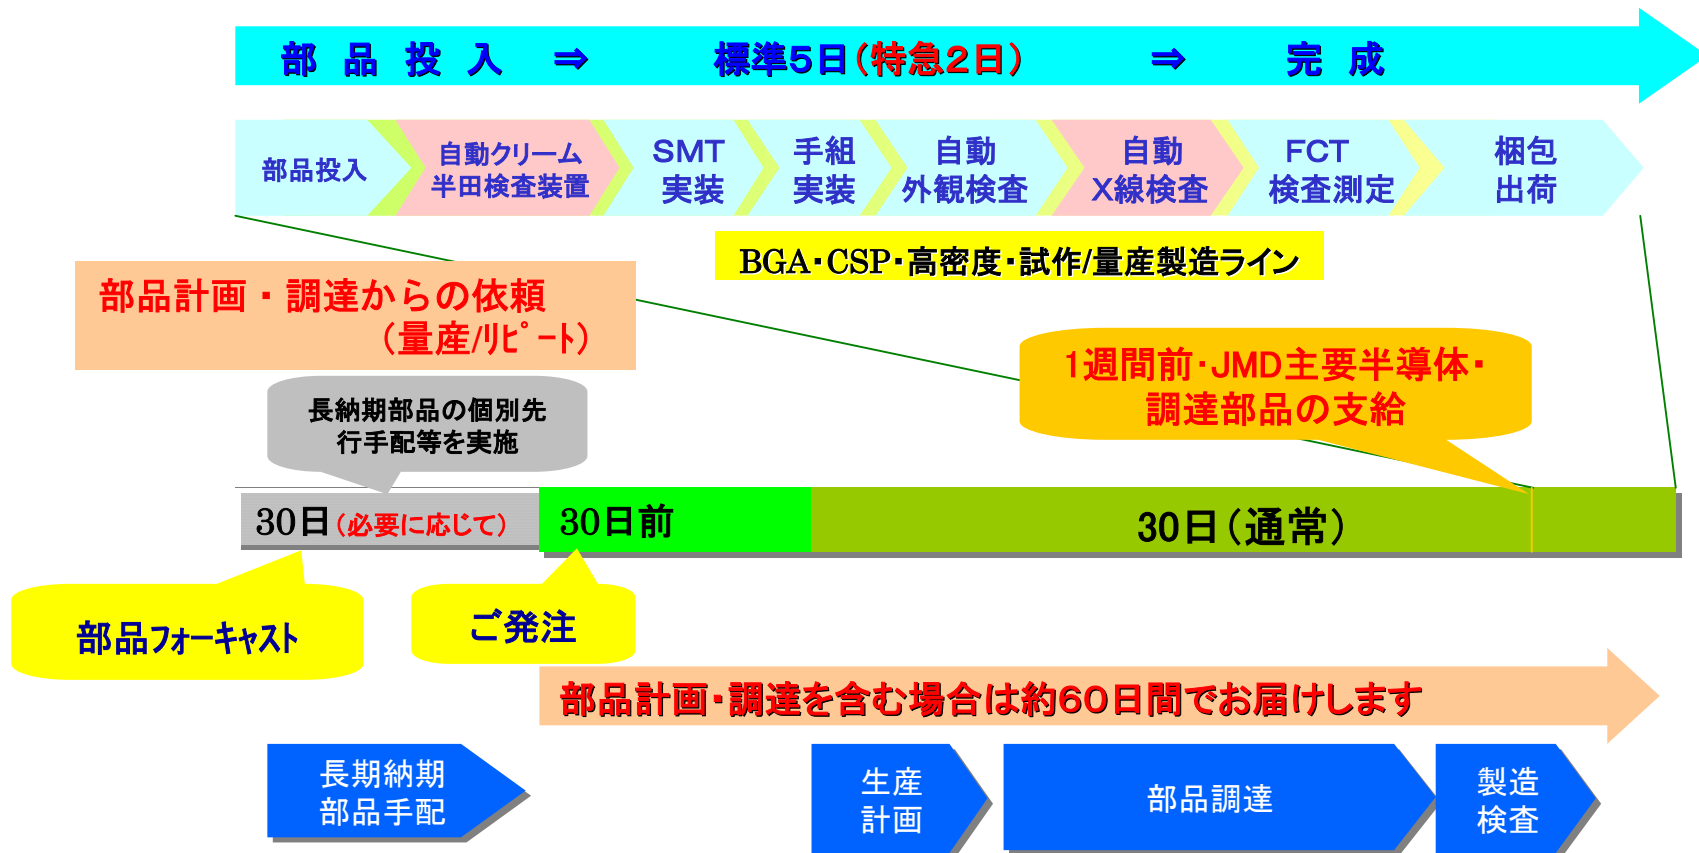 部 品 投 入 ⇒ 標準5日(特急2日) ⇒ 完 成
部品投入
自動クリーム
半田検査装置
SMT
実装
手組
実装
自動
外観検査
自動
X線検査
FCT
検査測定
梱包
出荷
BGA・CSP・高密度・試作/量産製造ライン
部品計画・調達からの依頼
(量産/ﾘﾋﾟｰﾄ)
1週間前・JMD主要半導体・
調達部品の支給
長納期部品の個別先
行手配等を実施
30日(必要に応じて)
30日前
30日(通常)
部品ﾌｫｰｷｬｽﾄ
ご発注
部品計画・調達を含む場合は約60日間でお届けします
長期納期
部品手配
生産
計画
部品調達
製造
検査